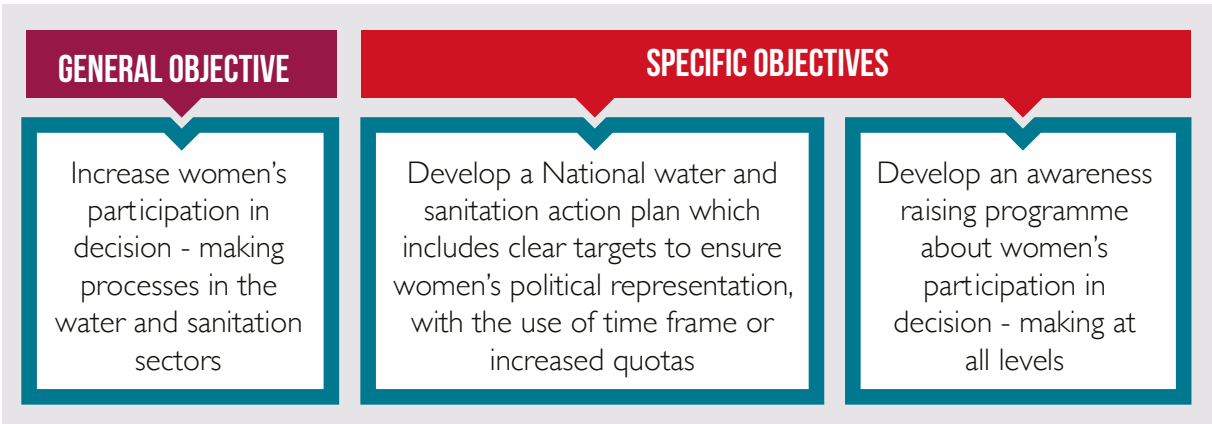 GENERAL OBJECTIVE
Increase women's
participation in
decision - making
processes in the
water and sanitation
sectors
SPECIFIC OBJECTIVES
Develop a National water and
sanitation action plan which
includes clear targets to ensure
women's political representation,
with the use of time frame or
increased quotas
Develop an awareness
raising programme
about women's
participation in
decision - making at
all levels